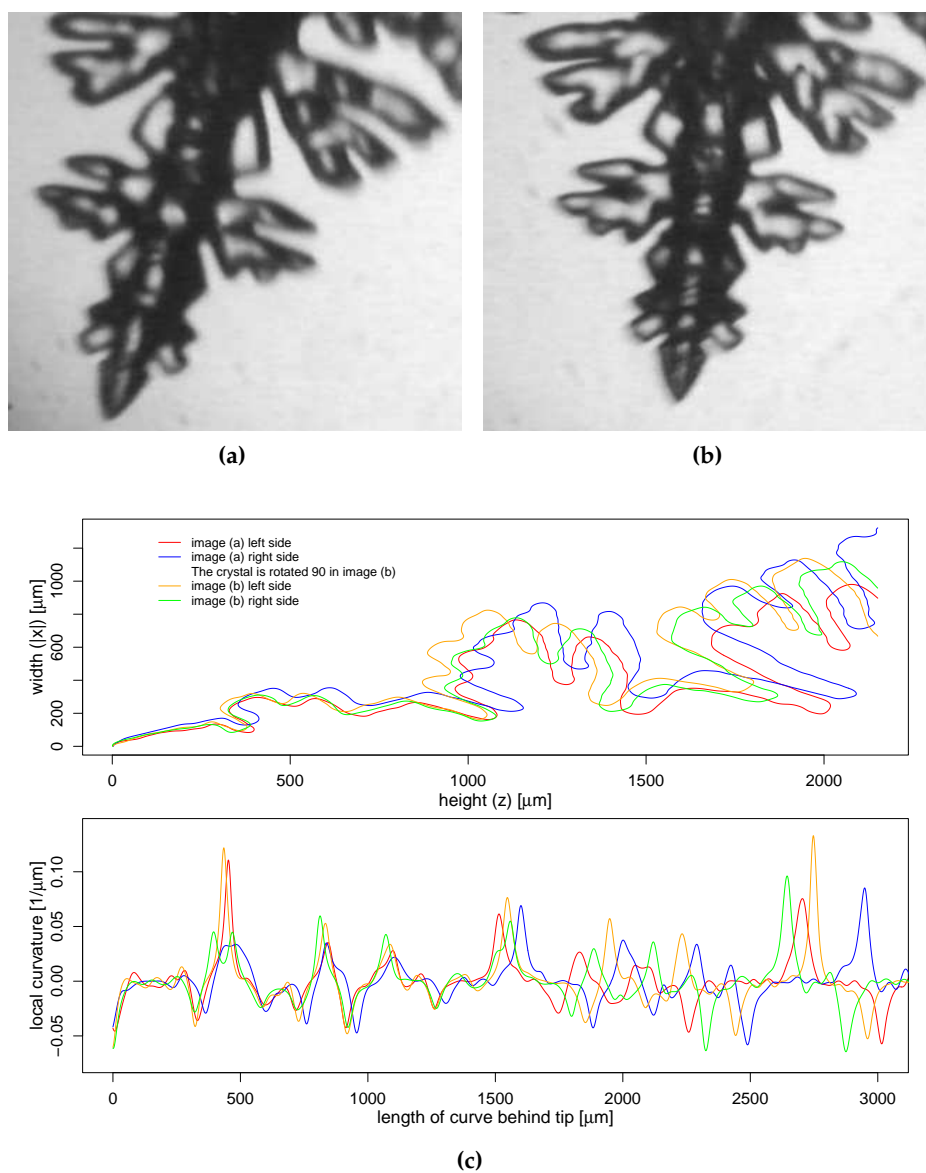 (a)
(b)
image (a) left side
image (a) right side
The crystal is rotated 90 in image (b)
image (b) left side
image (b) right side
width (|x|) [μm]
0
200
600
1000
0
500
1000
1500
2000
height (z) [μm]
local curvature [1/μm]
−0.05
0.00
0.05
0.10
0
500
1000
1500
2000
2500
3000
length of curve behind tip [μm]
(c)